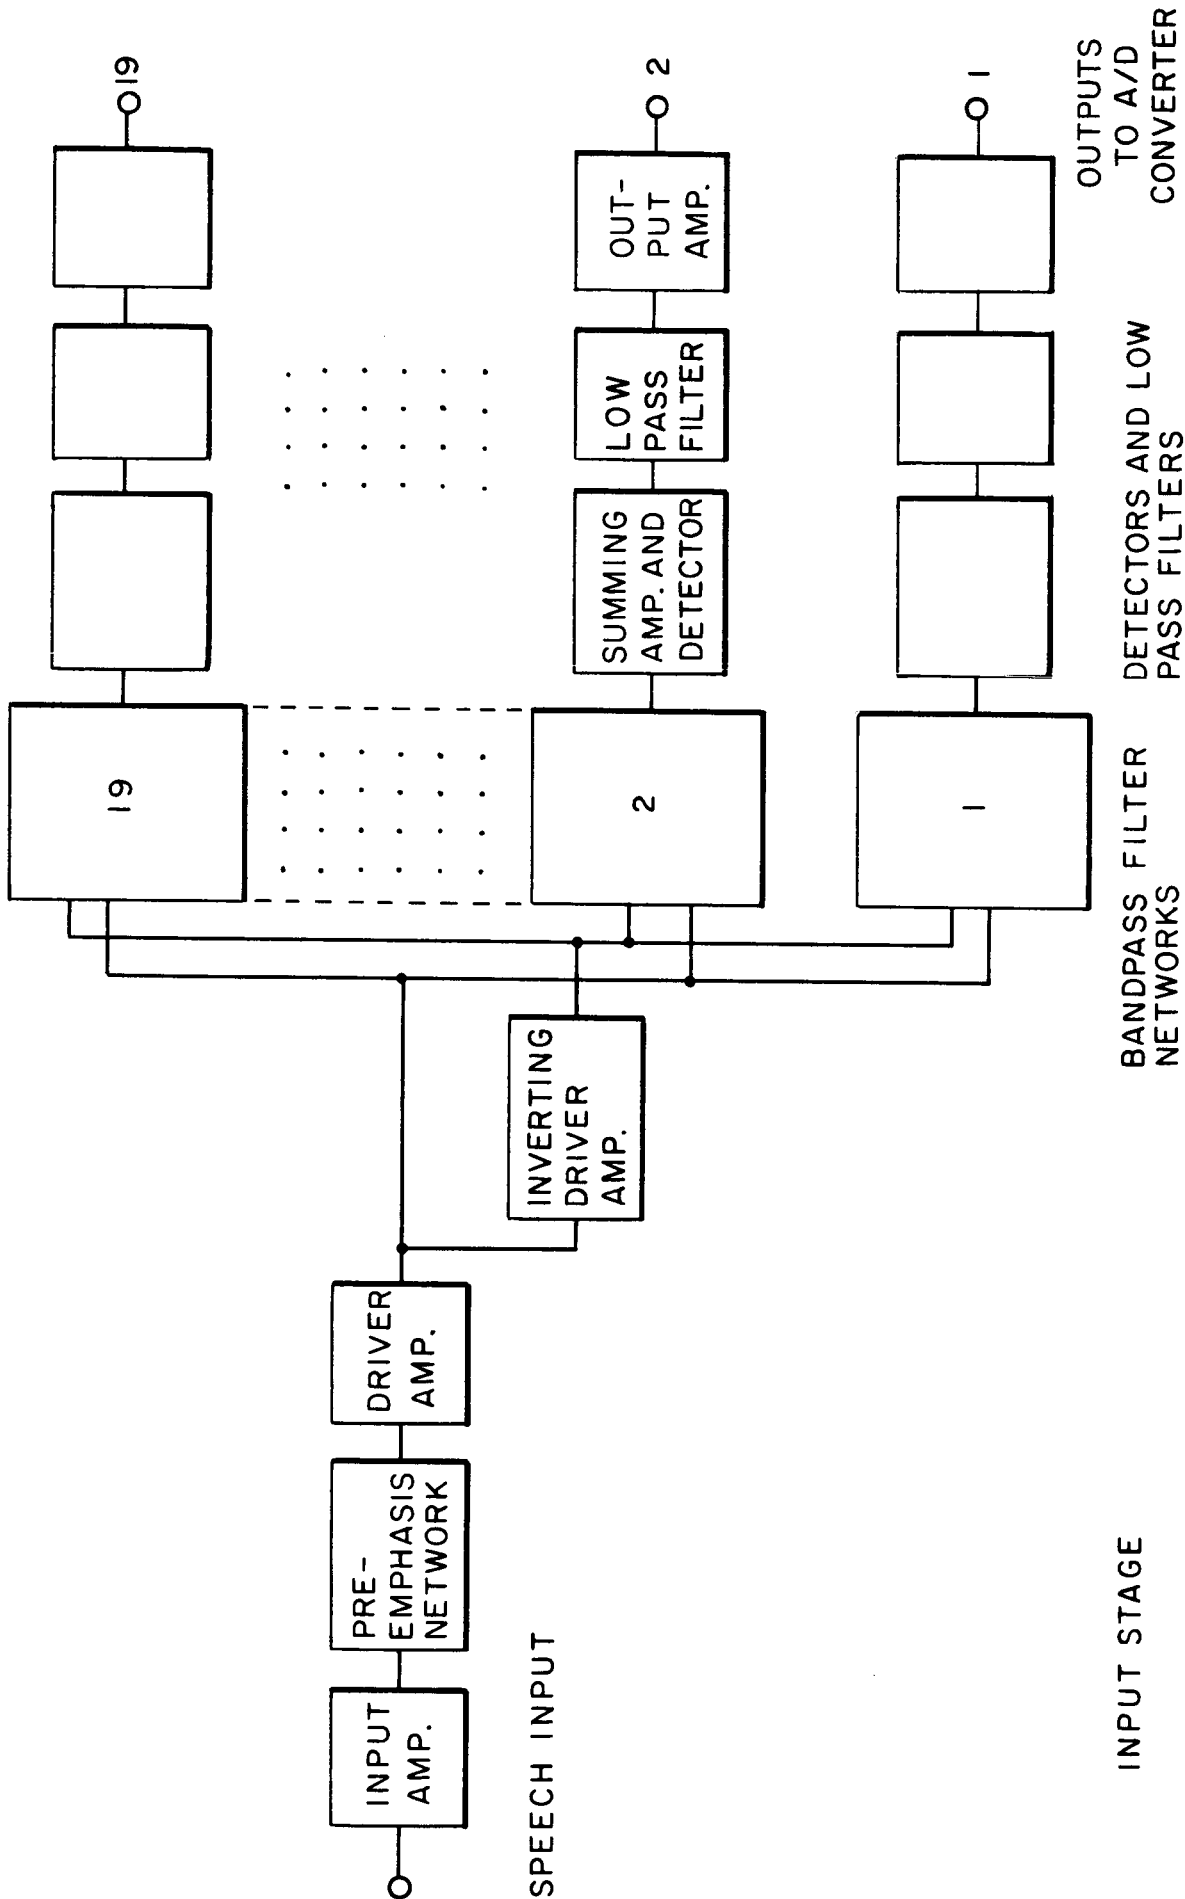 INPUT
AMP.
PRE-
EMPHASIS
NETWORK
DRIVER
AMP.
INVERTING
DRIVER
AMP.
19
2
1
SUMMING
AMP. AND
DETECTOR
LOW
PASS
FILTER
OUT-
PUT
AMP.
19
2
1
SPEECH INPUT
INPUT STAGE
BANDPASS FILTER
NETWORKS
DETECTORS AND LOW
PASS FILTERS
OUTPUTS
TO A/D
CONVERTER